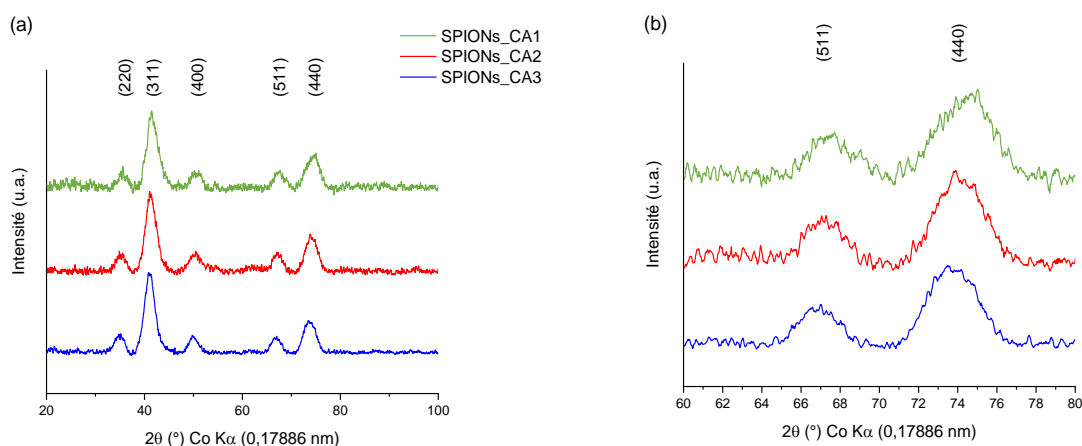 (a)
SPIONs_CA1
SPIONs_CA2
SPIONs_CA3
(220)
(311)
(400)
(511)
(440)
Intensité (u.a.)
20
40
60
80
100
2θ (°) Co Kα (0,17886 nm)
(b)
(511)
(440)
Intensité (u.a.)
60
62
64
66
68
70
72
74
76
78
80
2θ (°) Co Kα (0,17886 nm)